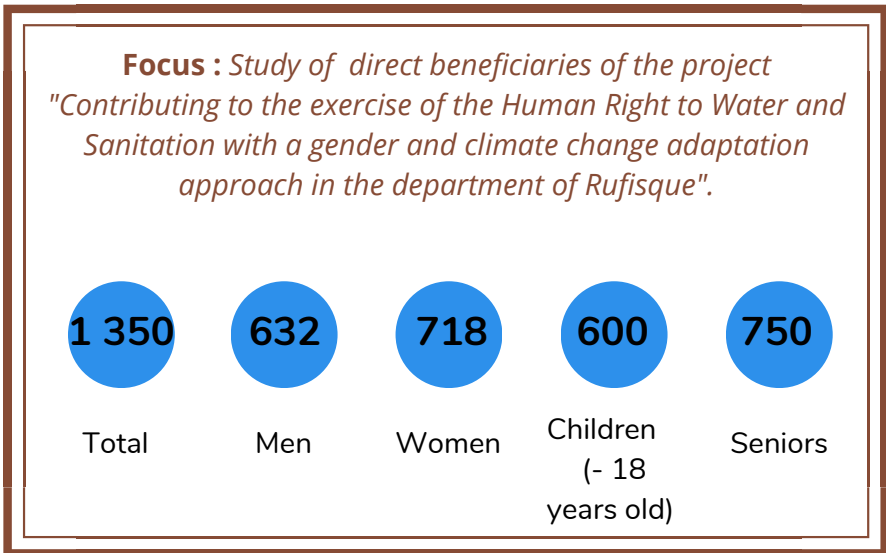 Focus : Study of direct beneficiaries of the project
"Contributing to the exercise of the Human Right to Water and
Sanitation with a gender and climate change adaptation
approach in the department of Rufisque".
1 350
632
718
600
750
Total
Men
Women
Children
(- 18
years old)
Seniors